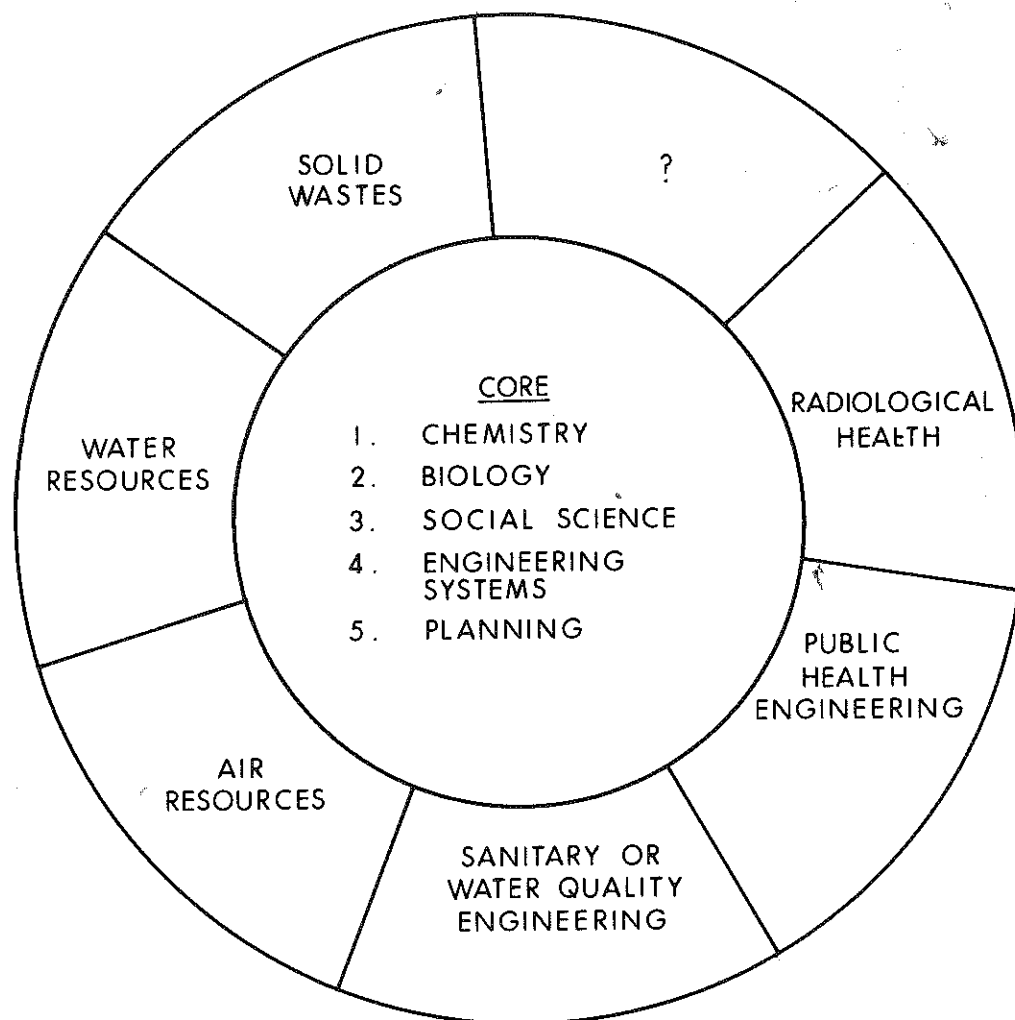 SOLID
WASTES
?
RADIOLOGICAL
HEALTH
PUBLIC
HEALTH
ENGINEERING
SANITARY OR
WATER QUALITY
ENGINEERING
AIR
RESOURCES
WATER
RESOURCES
CORE
1. CHEMISTRY
2. BIOLOGY
3. SOCIAL SCIENCE
4. ENGINEERING
SYSTEMS
5. PLANNING